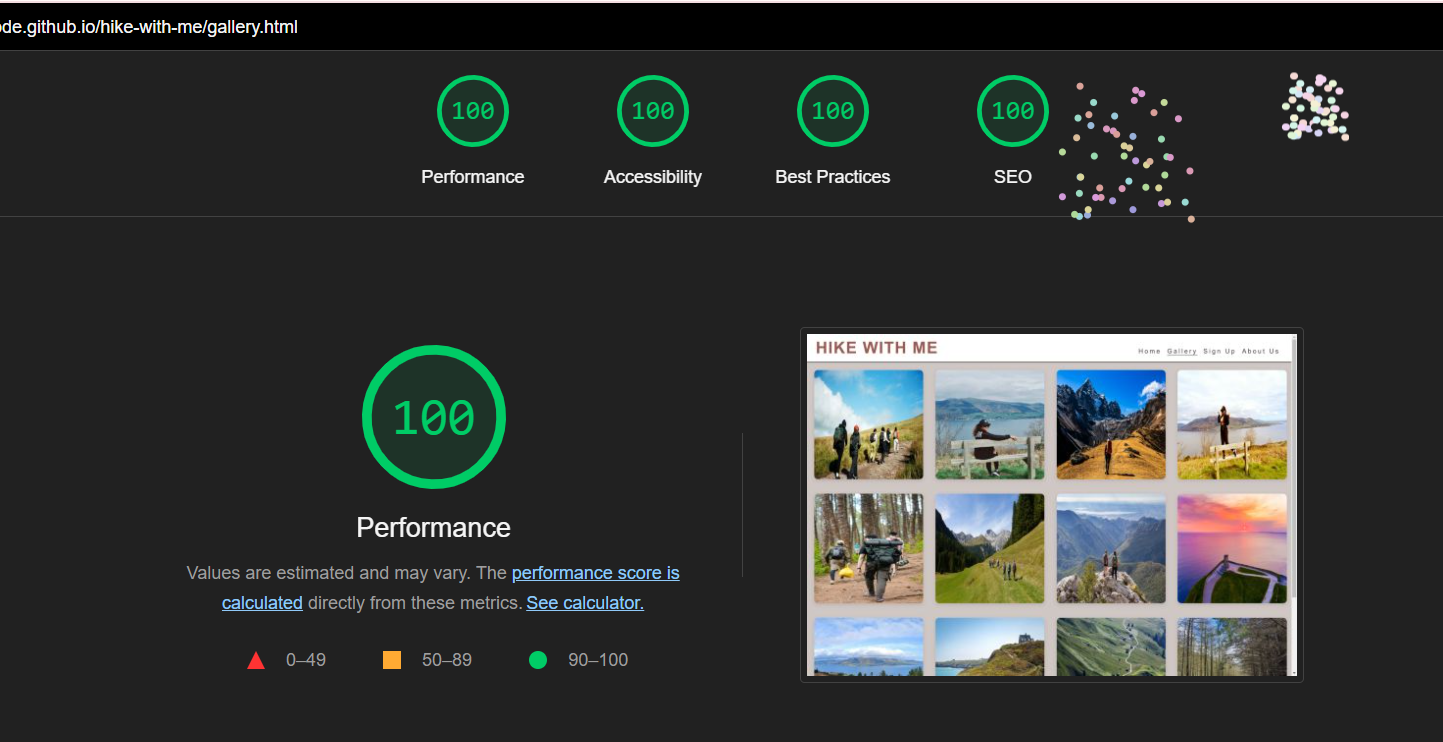 ode.github.io/hike-with-me/gallery.html
100
100
100
100
Performance
Accessibility
Best Practices
SEO
100
Performance
Values are estimated and may vary. The performance score is
calculated directly from these metrics. See calculator.
0–49
50–89
90–100
HIKE WITH ME
Home Gallery Sign Up About Us